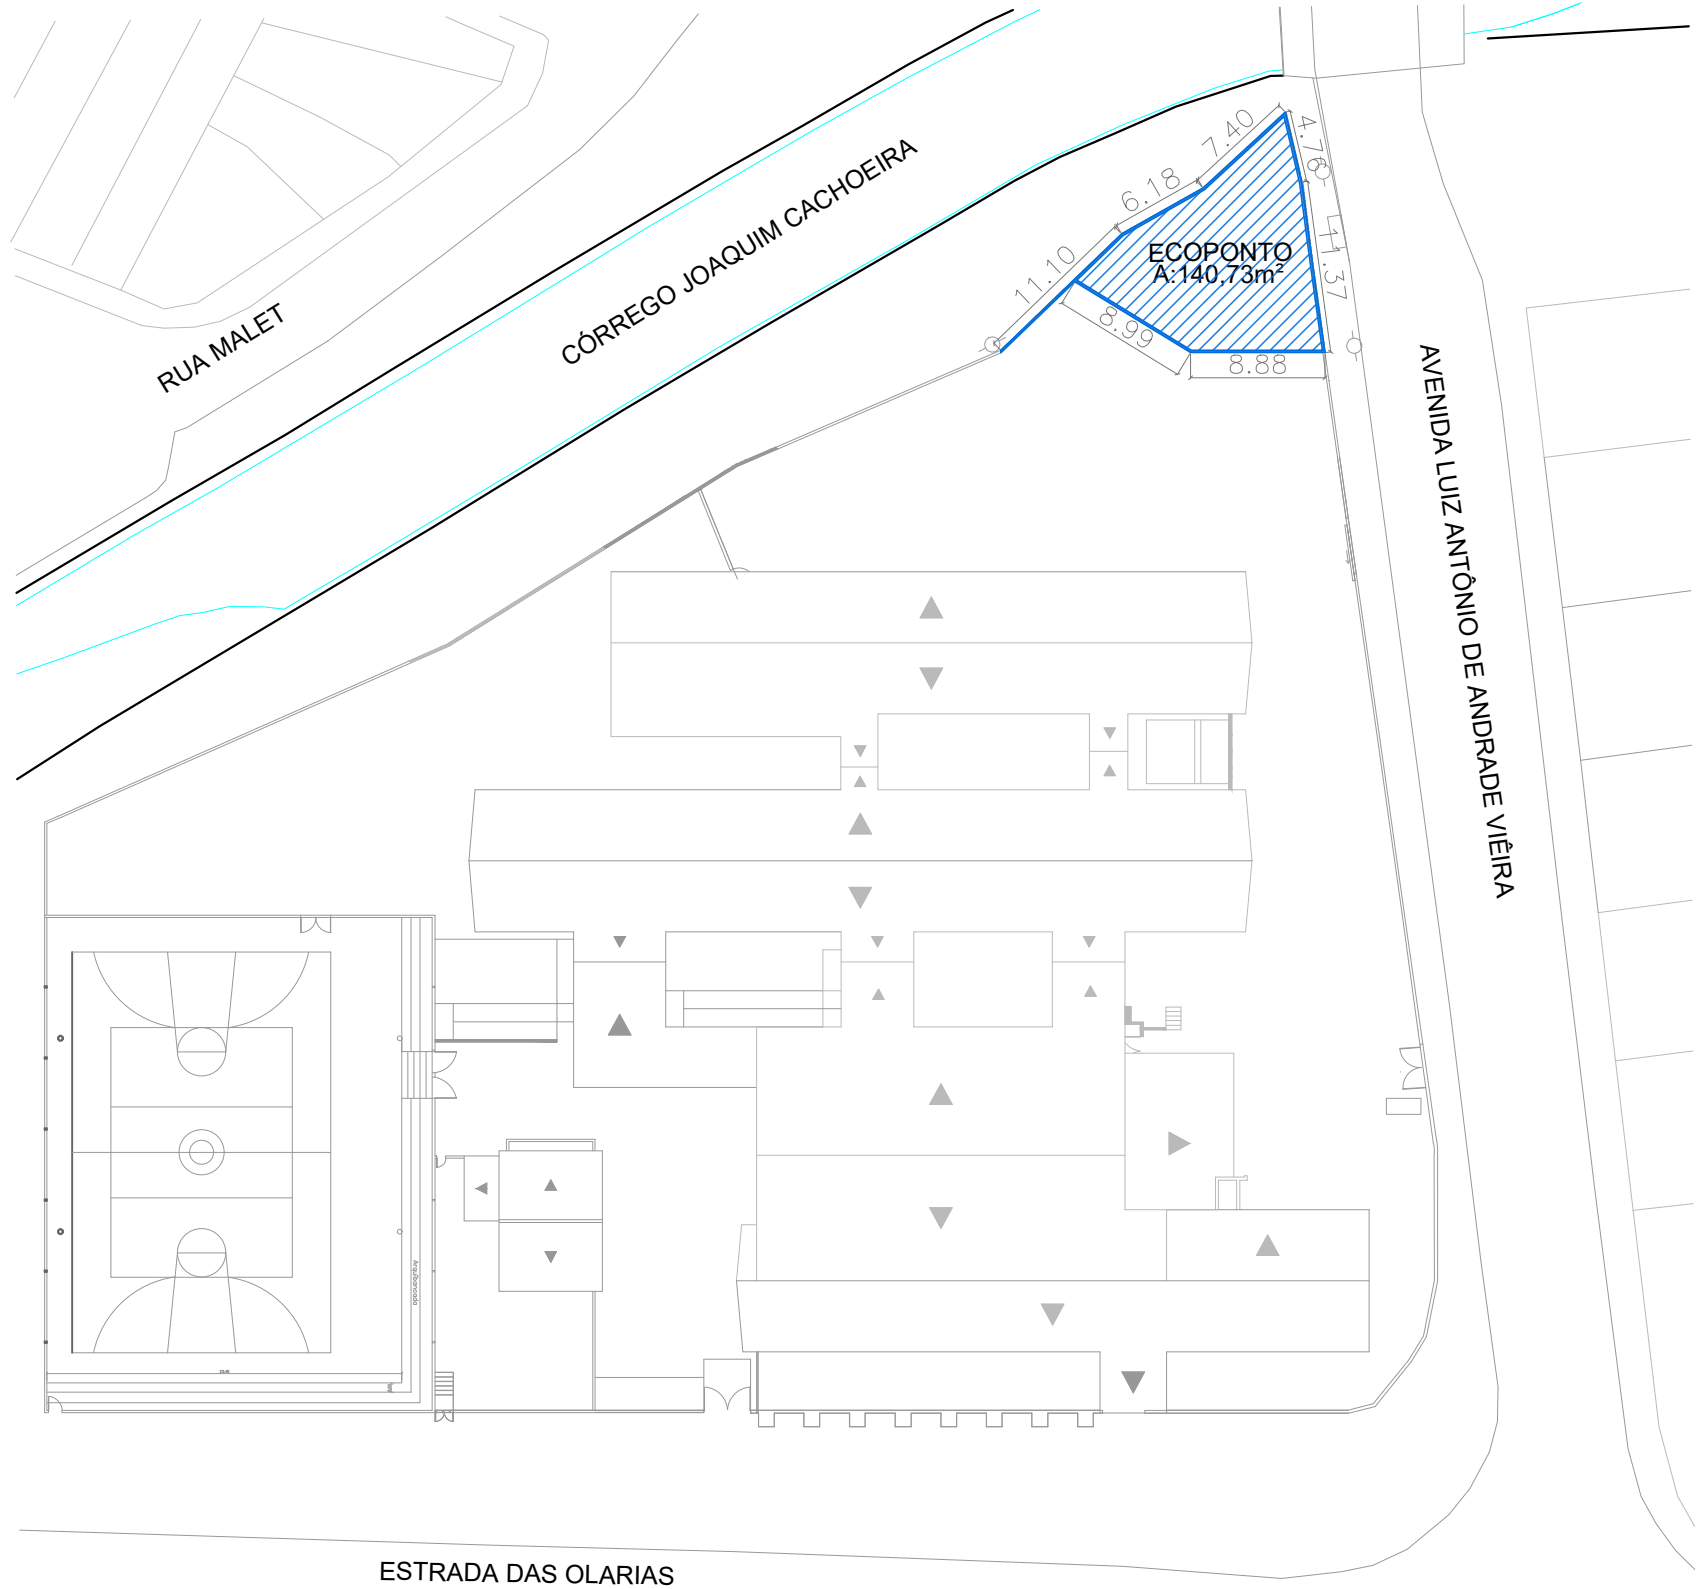 RUA MALET
CÓRREGO JOAQUIM CACHOEIRA
7.40
4.76
6.18
11.37
11.10
ECOPONTO
A:140,73m²
8.99
8.88
AVENIDA LUIZ ANTÔNIO DE ANDRADE VIÊIRA
Arquibancada
ESTRADA DAS OLARIAS